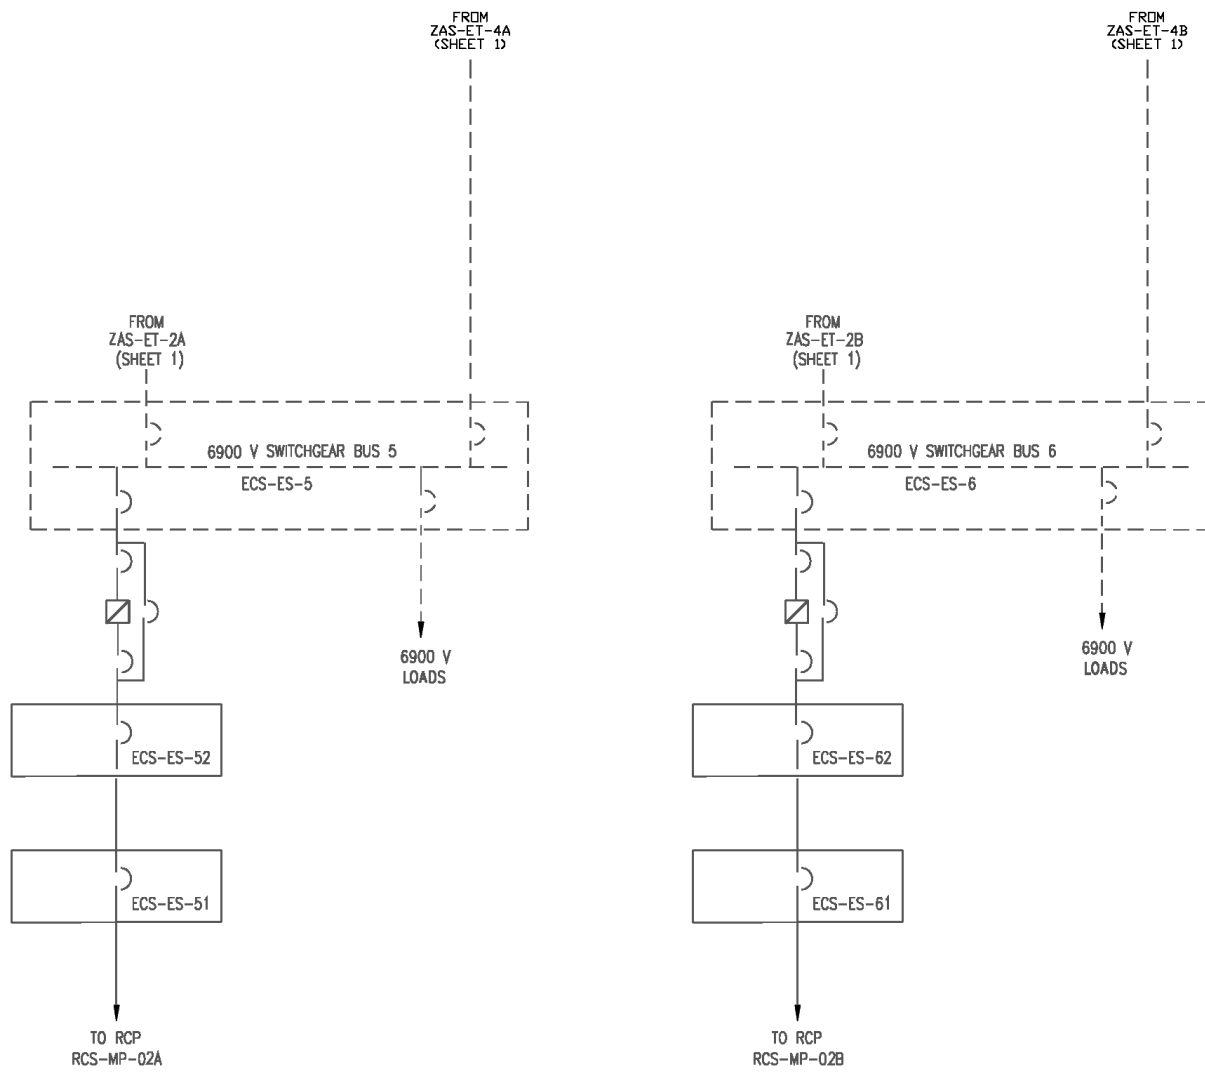 FROM
ZAS-ET-4A
(SHEET 1)
FROM
ZAS-ET-4B
(SHEET 1)
FROM
ZAS-ET-2A
(SHEET 1)
FROM
ZAS-ET-2B
(SHEET 1)
6900 V SWITCHGEAR BUS 5
ECS-ES-5
6900 V SWITCHGEAR BUS 6
ECS-ES-6
6900 V
LOADS
6900 V
LOADS
ECS-ES-52
ECS-ES-62
ECS-ES-51
ECS-ES-61
TO RCP
RCS-MP-02A
TO RCP
RCS-MP-02B